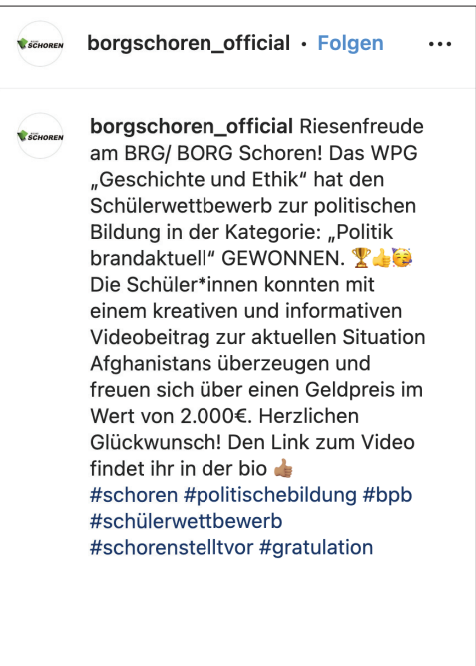 SCHOREN
borgschoren_official • Folgen
SCHOREN
borgschoren_official Riesenfreude
am BRG/ BORG Schoren! Das WPG
„Geschichte und Ethik“ hat den
Schülerwettbewerb zur politischen
Bildung in der Kategorie: „Politik
brandaktuell“ GEWONNEN. 🏆👍🥳
Die Schüler*innen konnten mit
einem kreativen und informativen
Videobeitrag zur aktuellen Situation
Afghanistans überzeugen und
freuen sich über einen Geldpreis im
Wert von 2.000€. Herzlichen
Glückwunsch! Den Link zum Video
findet ihr in der bio 👍🏽
#schoren #politischebildung #bpb
#schülerwettbewerb
#schorenstelltvor #gratulation